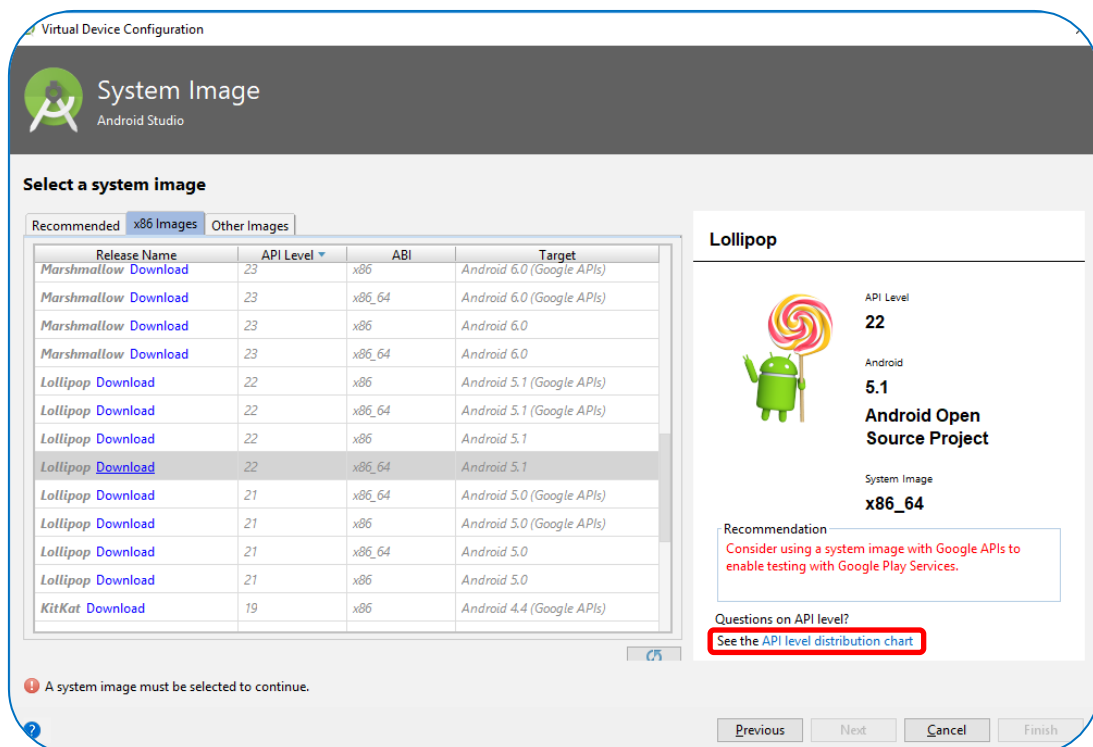 Virtual Device Configuration
System Image
Android Studio
Select a system image
Recommended x86 Images Other Images
Release Name API Level ABI Target
Marshmallow Download 23 x86 Android 6.0 (Google APIs)
Marshmallow Download 23 x86_64 Android 6.0 (Google APIs)
Marshmallow Download 23 x86 Android 6.0
Marshmallow Download 23 x86_64 Android 6.0
Lollipop Download 22 x86 Android 5.1 (Google APIs)
Lollipop Download 22 x86_64 Android 5.1 (Google APIs)
Lollipop Download 22 x86 Android 5.1
Lollipop Download 22 x86_64 Android 5.1
Lollipop Download 21 x86_64 Android 5.0 (Google APIs)
Lollipop Download 21 x86 Android 5.0 (Google APIs)
Lollipop Download 21 x86_64 Android 5.0
Lollipop Download 21 x86 Android 5.0
KitKat Download 19 x86 Android 4.4 (Google APIs)
Lollipop
API Level
22
Android
5.1
Android Open
Source Project
System Image
x86_64
Recommendation
Consider using a system image with Google APIs to
enable testing with Google Play Services.
Questions on API level?
See the API level distribution chart
A system image must be selected to continue.
?
Previous Next Cancel Finish